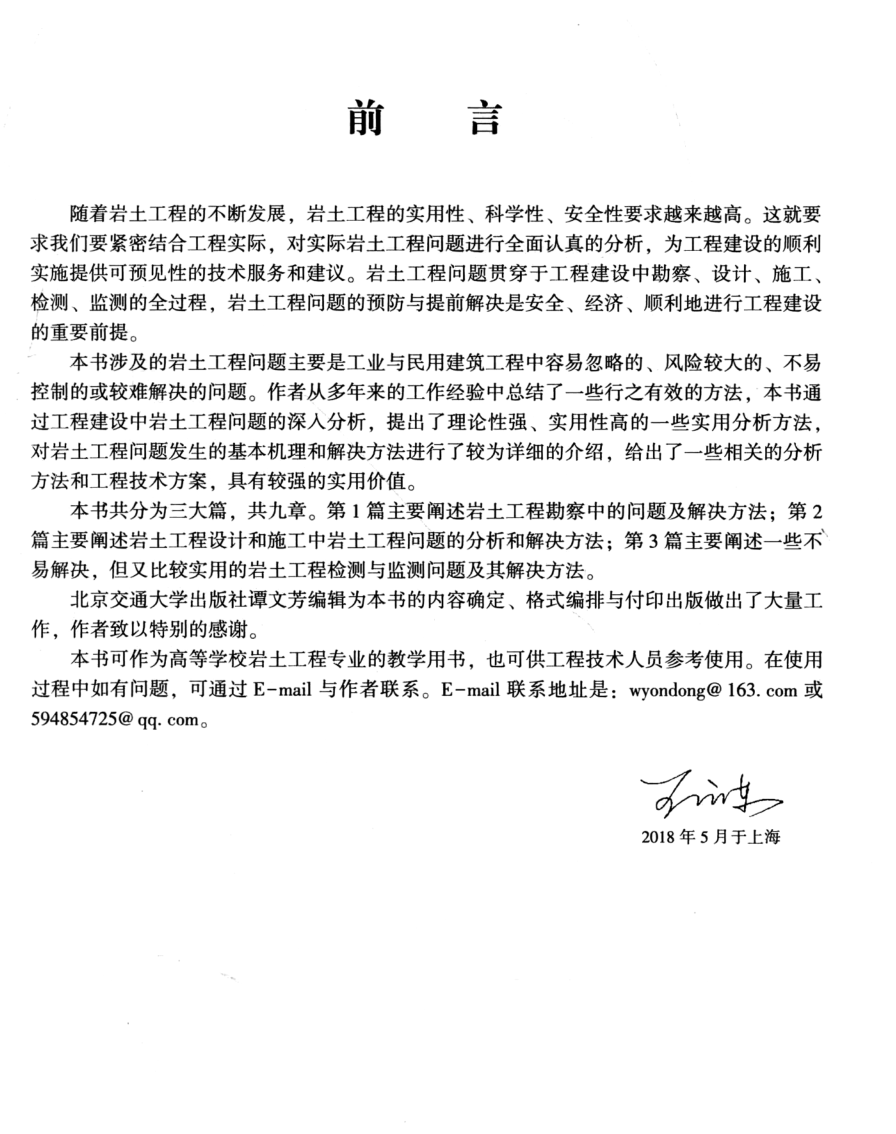 前 言
随着岩土工程的不断发展，岩土工程的实用性、科学性、安全性要求越来越高。这就要
求我们要紧密结合工程实际，对实际岩土工程问题进行全面认真的分析，为工程建设的顺利
实施提供可预见性的技术服务和建议。岩土工程问题贯穿于工程建设中勘察、设计、施工、
检测、监测的全过程，岩土工程问题的预防与提前解决是安全、经济、顺利地进行工程建设
的重要前提。
本书涉及的岩土工程问题主要是工业与民用建筑工程中容易忽略的、风险较大的、不易
控制的或较难解决的问题。作者从多年来的工作经验中总结了一些行之有效的方法，本书通
过工程建设中岩土工程问题的深入分析，提出了理论性强、实用性高的一些实用分析方法，
对岩土工程问题发生的基本机理和解决方法进行了较为详细的介绍，给出了一些相关的分析
方法和工程技术方案，具有较强的实用价值。
本书共分为三大篇，共九章。第 1 篇主要阐述岩土工程勘察中的问题及解决方法；第 2
篇主要阐述岩土工程设计和施工中岩土工程问题的分析和解决方法；第 3 篇主要阐述一些不
易解决，但又比较实用的岩土工程检测与监测问题及其解决方法。
北京交通大学出版社谭文芳编辑为本书的内容确定、格式编排与付印出版做出了大量工
作，作者致以特别的感谢。
本书可作为高等学校岩土工程专业的教学用书，也可供工程技术人员参考使用。在使用
过程中如有问题，可通过 E-mail 与作者联系。E-mail 联系地址是：wyondong@ 163. com 或
594854725@ qq. com。
2018 年 5 月于上海